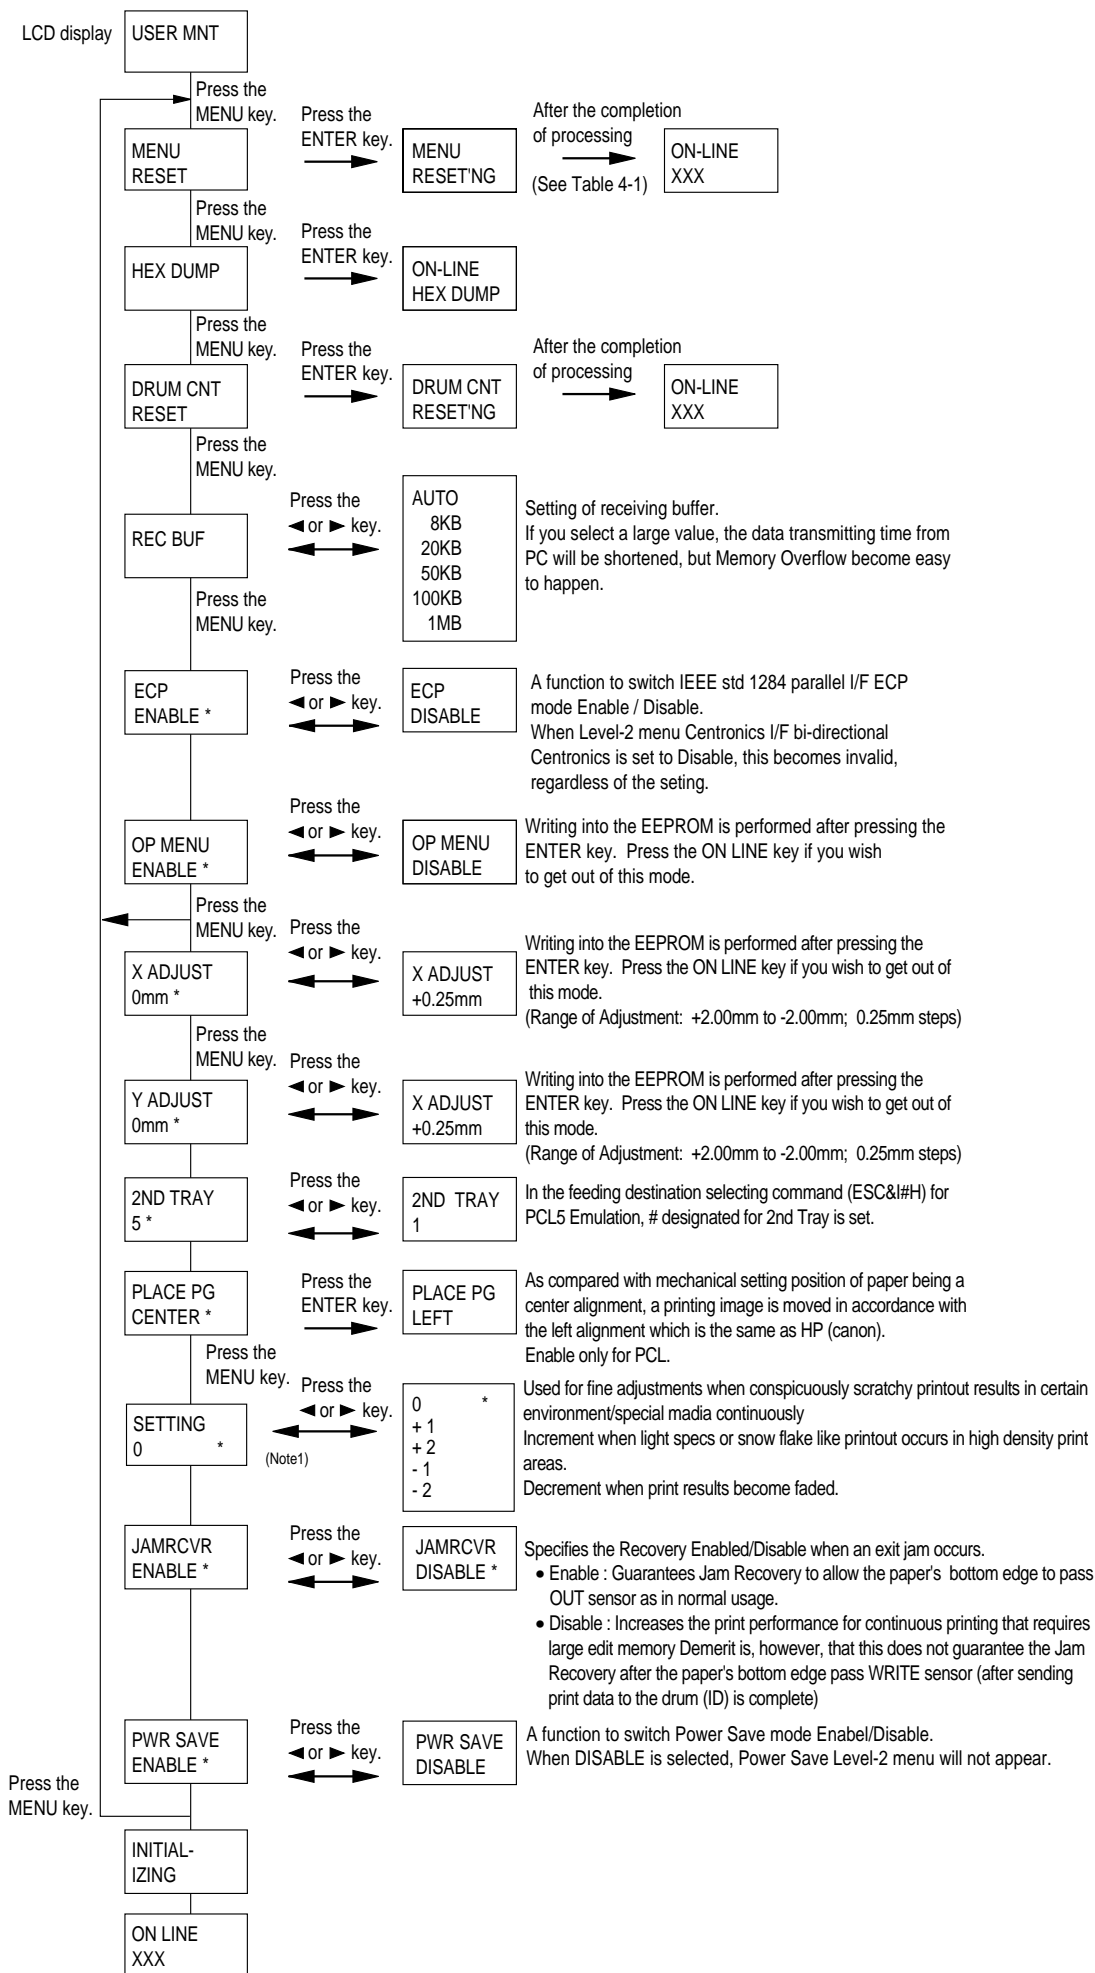 LCD display
USER MNT
Press the
MENU key.
MENU
RESET
Press the
ENTER key.
MENU
RESET'NG
After the completion
of processing
(See Table 4-1)
ON-LINE
XXX
Press the
MENU key.
HEX DUMP
Press the
ENTER key.
ON-LINE
HEX DUMP
Press the
MENU key.
DRUM CNT
RESET
Press the
ENTER key.
DRUM CNT
RESET'NG
After the completion
of processing
ON-LINE
XXX
Press the
MENU key.
REC BUF
Press the
◄ or ► key.
AUTO
8KB
20KB
50KB
100KB
1MB
Setting of receiving buffer.
If you select a large value, the data transmitting time from
PC will be shortened, but Memory Overflow become easy
to happen.
Press the
MENU key.
ECP
ENABLE *
Press the
◄ or ► key.
ECP
DISABLE
A function to switch IEEE std 1284 parallel I/F ECP
mode Enable / Disable.
When Level-2 menu Centronics I/F bi-directional
Centronics is set to Disable, this becomes invalid,
regardless of the seting.
OP MENU
ENABLE *
Press the
◄ or ► key.
OP MENU
DISABLE
Writing into the EEPROM is performed after pressing the
ENTER key. Press the ON LINE key if you wish
to get out of this mode.
Press the
MENU key.
X ADJUST
0mm *
Press the
◄ or ► key.
X ADJUST
+0.25mm
Writing into the EEPROM is performed after pressing the
ENTER key. Press the ON LINE key if you wish to get out of
this mode.
(Range of Adjustment: +2.00mm to -2.00mm; 0.25mm steps)
Press the
MENU key.
Y ADJUST
0mm *
Press the
◄ or ► key.
X ADJUST
+0.25mm
Writing into the EEPROM is performed after pressing the
ENTER key. Press the ON LINE key if you wish to get out of
this mode.
(Range of Adjustment: +2.00mm to -2.00mm; 0.25mm steps)
2ND TRAY
5 *
Press the
◄ or ► key.
2ND TRAY
1
In the feeding destination selecting command (ESC&l#H) for
PCL5 Emulation, # designated for 2nd Tray is set.
PLACE PG
CENTER *
Press the
ENTER key.
PLACE PG
LEFT
As compared with mechanical setting position of paper being a
center alignment, a printing image is moved in accordance with
the left alignment which is the same as HP (canon).
Enable only for PCL.
Press the
MENU key.
SETTING
0 *
Press the
◄ or ► key.
(Note1)
0 *
+ 1
+ 2
- 1
- 2
Used for fine adjustments when conspicuously scratchy printout results in certain
environment/special madia continuously
Increment when light specs or snow flake like printout occurs in high density print
areas.
Decrement when print results become faded.
JAMRCVR
ENABLE *
Press the
◄ or ► key.
JAMRCVR
DISABLE *
Specifies the Recovery Enabled/Disable when an exit jam occurs.
• Enable : Guarantees Jam Recovery to allow the paper's bottom edge to pass
OUT sensor as in normal usage.
• Disable : Increases the print performance for continuous printing that requires
large edit memory Demerit is, however, that this does not guarantee the Jam
Recovery after the paper's bottom edge pass WRITE sensor (after sending
print data to the drum (ID) is complete)
PWR SAVE
ENABLE *
Press the
◄ or ► key.
PWR SAVE
DISABLE
A function to switch Power Save mode Enabel/Disable.
When DISABLE is selected, Power Save Level-2 menu will not appear.
Press the
MENU key.
INITIAL-
IZING
ON LINE
XXX